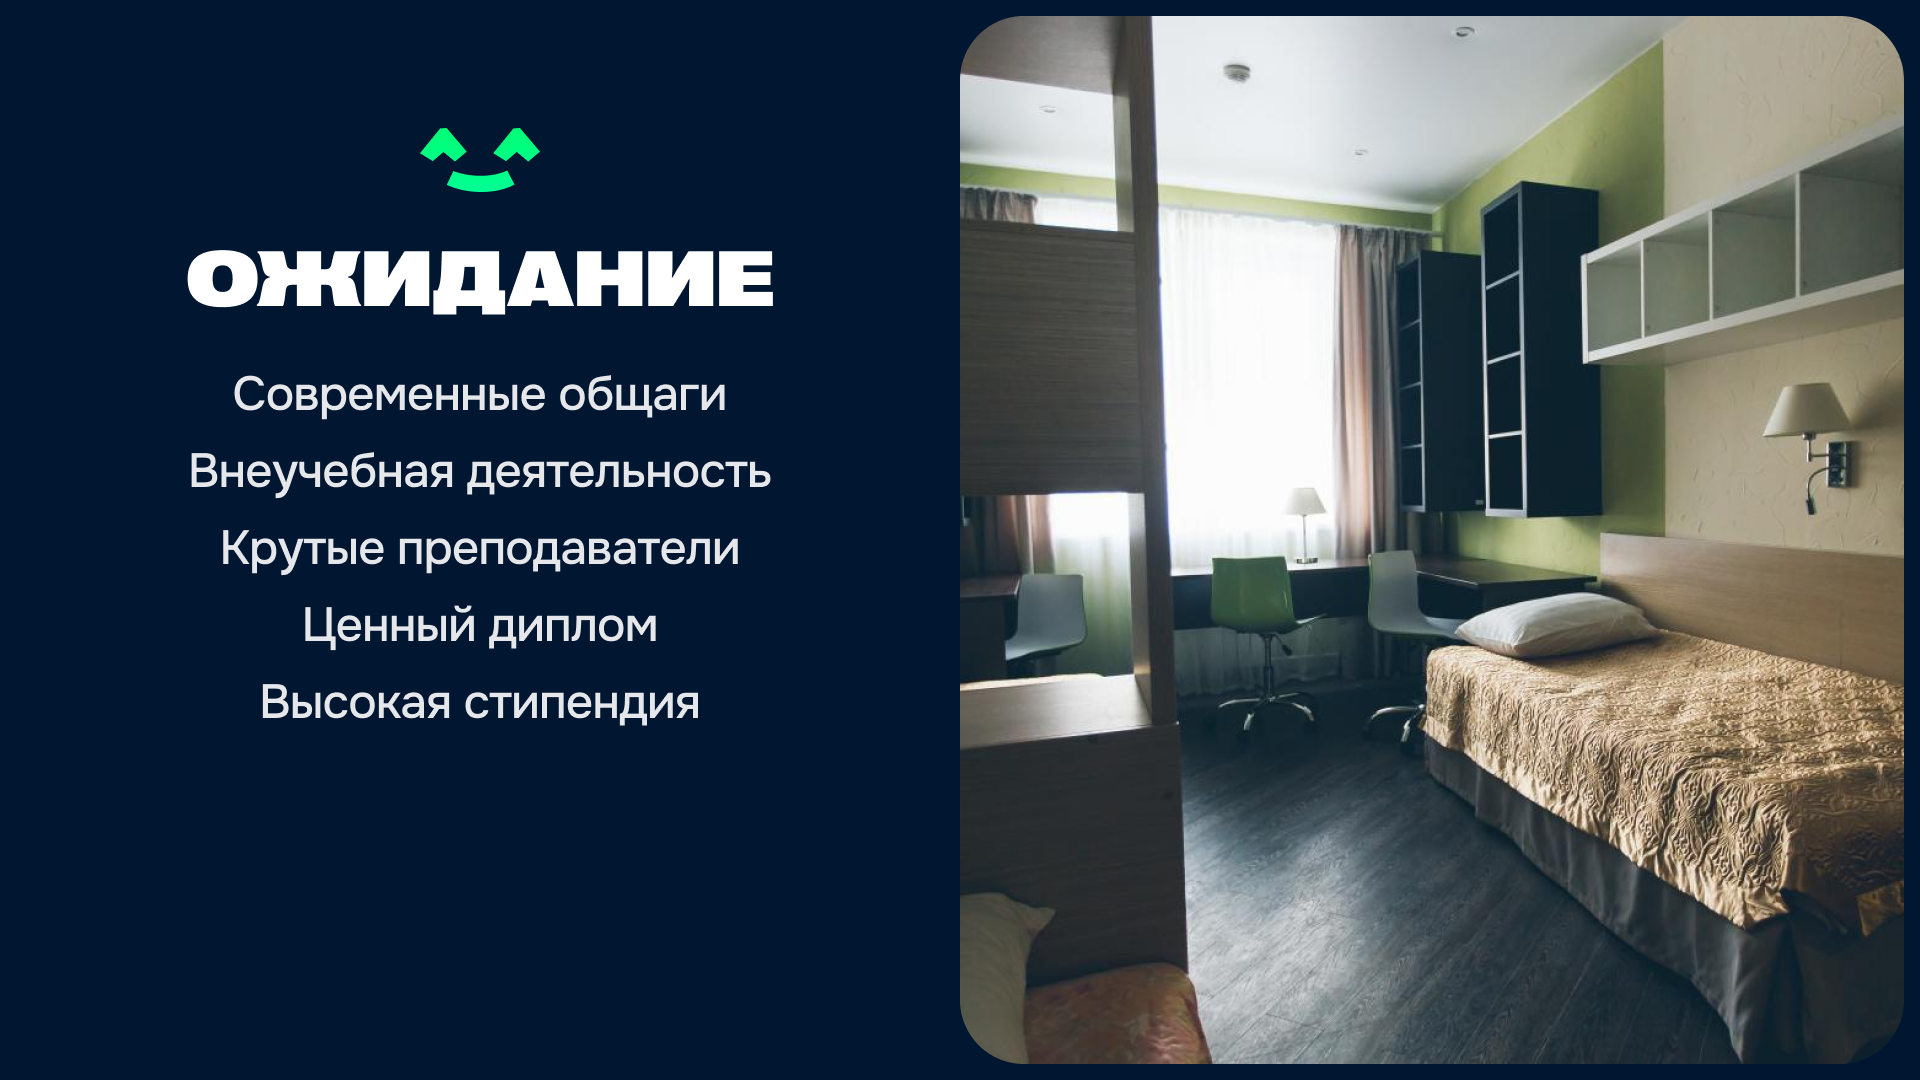 ОЖИДАНИЕ
Современные общаги
Внеучебная деятельность
Крутые преподаватели
Ценный диплом
Высокая стипендия